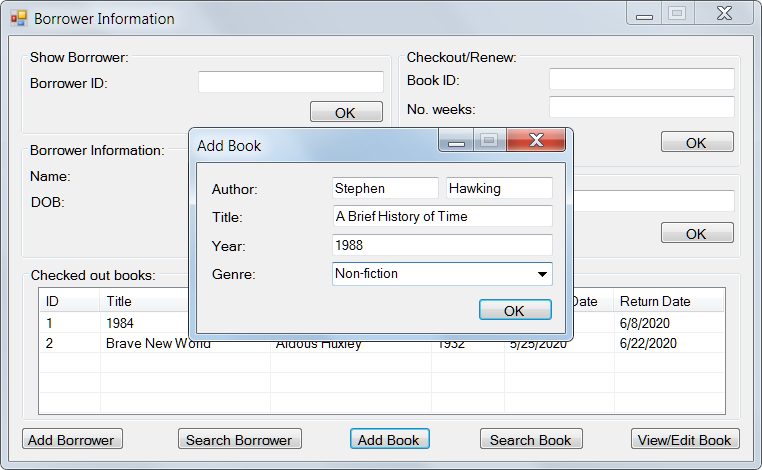 Borrower Information
Show Borrower:
Borrower ID:
OK
Checkout/Renew:
Book ID:
No. weeks:
OK
Borrower Information:
Name:
DOB:
OK
Add Book
Author: Stephen Hawking
Title: A Brief History of Time
Year: 1988
Genre: Non-fiction
OK
Checked out books:
ID Title Date Return Date
1 1984 6/8/2020
2 Brave New World Aldous Huxley 1932 5/25/2020 6/22/2020
Add Borrower Search Borrower Add Book Search Book View/Edit Book